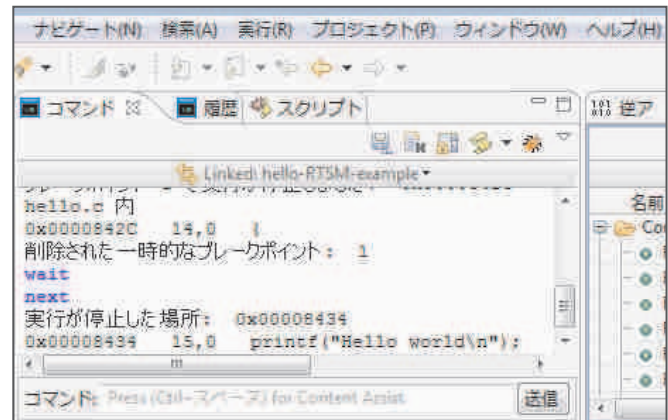 ナビゲート(N) 検索(A) 実行(R) プロジェクト(P) ウィンドウ(W) ヘルプ(H)
コマンド 履歴 スクリプト
逆ア
Linked: hello-RTSM-example
名前
hello.c 内
0x0000842C 14,0 {
削除された一時的なブレークポイント: 1
wait
next
実行が停止した場所: 0x00008434
0x00008434 15,0 printf("Hello world\n");
コマンド: Press (Ctrl-スペース) for Content Assist
送信